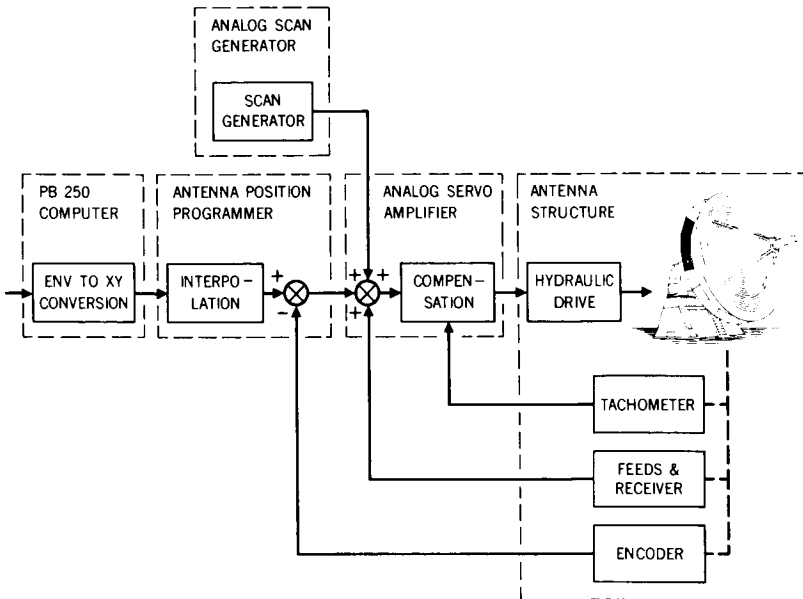 ANALOG SCAN
GENERATOR
SCAN
GENERATOR
PB 250
COMPUTER
ANTENNA POSITION
PROGRAMMER
ANALOG SERVO
AMPLIFIER
ANTENNA
STRUCTURE
ENV TO XY
CONVERSION
INTERPO-
LATION
+
-
+
+
+
COMPEN-
SATION
HYDRAULIC
DRIVE
TACHOMETER
FEEDS &
RECEIVER
ENCODER